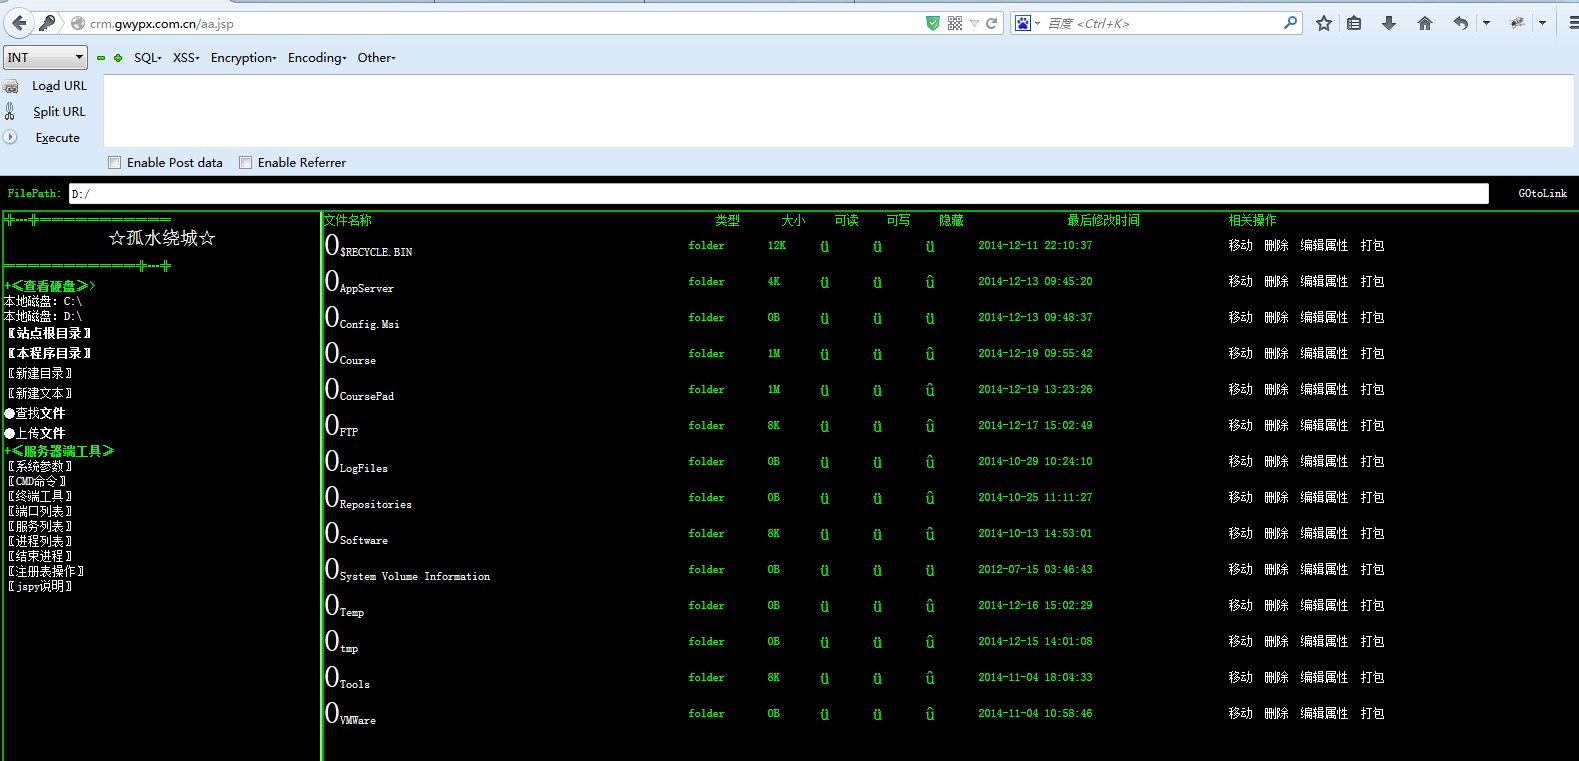 crm.gwypx.com.cn/aa.jsp
百度 <Ctrl+K>
INT SQL XSS Encryption Encoding Other
Load URL
Split URL
Execute
Enable Post data Enable Referrer
FilePath: D:/ GOtoLink
╬---╬============
☆孤水绕城☆
============╬---╬
+≪查看硬盘≫>
本地磁盘: C:\
本地磁盘: D:\
〖站点根目录〗
〖本程序目录〗
〖新建目录〗
〖新建文本〗
●查找文件
●上传文件
+≪服务器端工具≫
〖系统参数〗
〖CMD命令〗
〖终端工具〗
〖端口列表〗
〖服务列表〗
〖进程列表〗
〖结束进程〗
〖注册表操作〗
〖jspy说明〗
文件名称 类型 大小 可读 可写 隐藏 最后修改时间 相关操作
0$RECYCLE.BIN folder 12K ü ü ü 2014-12-11 22:10:37 移动 删除 编辑属性 打包
0AppServer folder 4K ü ü û 2014-12-13 09:45:20 移动 删除 编辑属性 打包
0Config.Msi folder 0B ü ü ü 2014-12-13 09:48:37 移动 删除 编辑属性 打包
0Course folder 1M ü ü û 2014-12-19 09:55:42 移动 删除 编辑属性 打包
0CoursePad folder 1M ü ü û 2014-12-19 13:23:26 移动 删除 编辑属性 打包
0FTP folder 8K ü ü û 2014-12-17 15:02:49 移动 删除 编辑属性 打包
0LogFiles folder 0B ü ü û 2014-10-29 10:24:10 移动 删除 编辑属性 打包
0Repositories folder 0B ü ü û 2014-10-25 11:11:27 移动 删除 编辑属性 打包
0Software folder 8K ü ü û 2014-10-13 14:53:01 移动 删除 编辑属性 打包
0System Volume Information folder 0B ü ü ü 2012-07-15 03:46:43 移动 删除 编辑属性 打包
0Temp folder 0B ü ü û 2014-12-16 15:02:29 移动 删除 编辑属性 打包
0tmp folder 0B ü ü û 2014-12-15 14:01:08 移动 删除 编辑属性 打包
0Tools folder 8K ü ü û 2014-11-04 18:04:33 移动 删除 编辑属性 打包
0VMWare folder 0B ü ü û 2014-11-04 10:58:46 移动 删除 编辑属性 打包